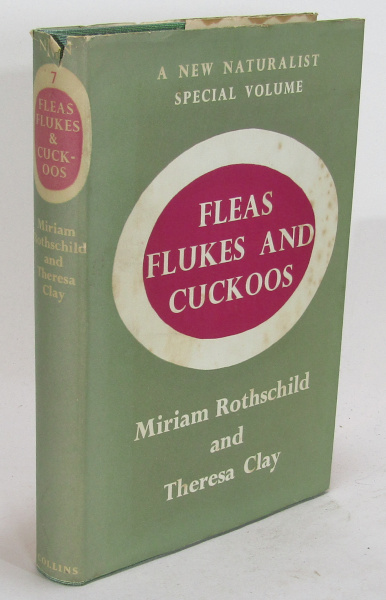 7
FLEAS
FLUKES
&
CUCK-
OOS
Miriam
Rothschild
and
Theresa
Clay
COLLINS
A NEW NATURALIST
SPECIAL VOLUME
FLEAS
FLUKES AND
CUCKOOS
Miriam Rothschild
and
Theresa Clay